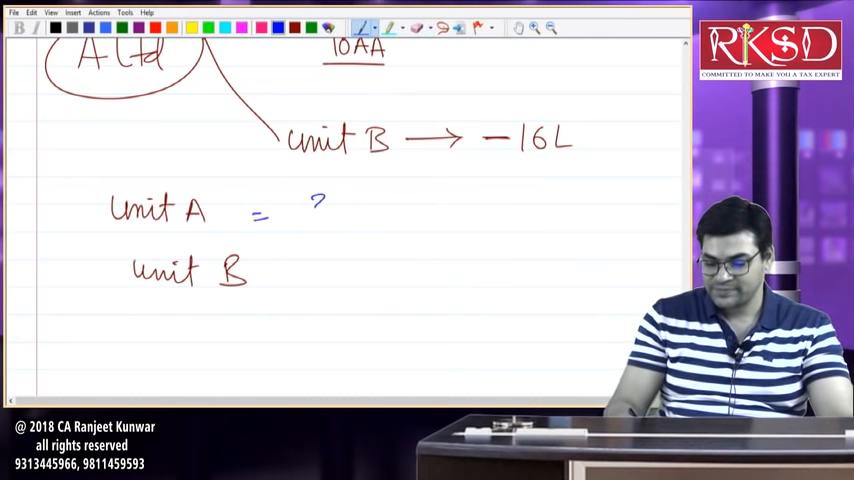 File Edit View Insert Actions Tools Help
B I
A Ltd
10AA
unit B → -16L
unit A = 2
unit B
RKSD
COMMITTED TO MAKE YOU A TAX EXPERT
@ 2018 CA Ranjeet Kunwar
all rights reserved
9313445966, 9811459593